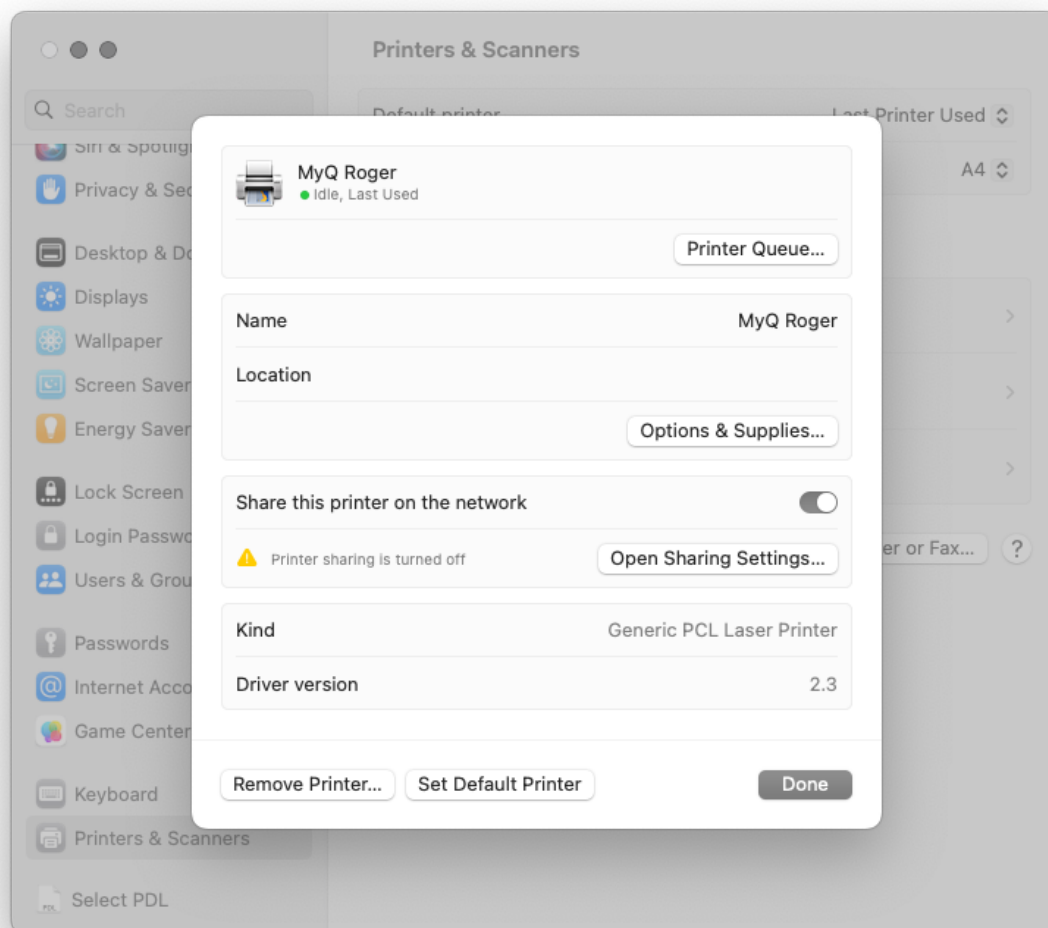 Printers & Scanners
Search
Default printer
Last Printer Used
Siri & Spotlig
Privacy & Sec
A4
Desktop & Do
Displays
Wallpaper
Screen Saver
Energy Saver
Lock Screen
Login Passwo
Users & Grou
Passwords
Internet Acco
Game Center
Keyboard
Printers & Scanners
PDL
Select PDL
er or Fax...
?
MyQ Roger
Idle, Last Used
Printer Queue...
Name
MyQ Roger
Location
Options & Supplies...
Share this printer on the network
Printer sharing is turned off
Open Sharing Settings...
Kind
Generic PCL Laser Printer
Driver version
2.3
Remove Printer...
Set Default Printer
Done